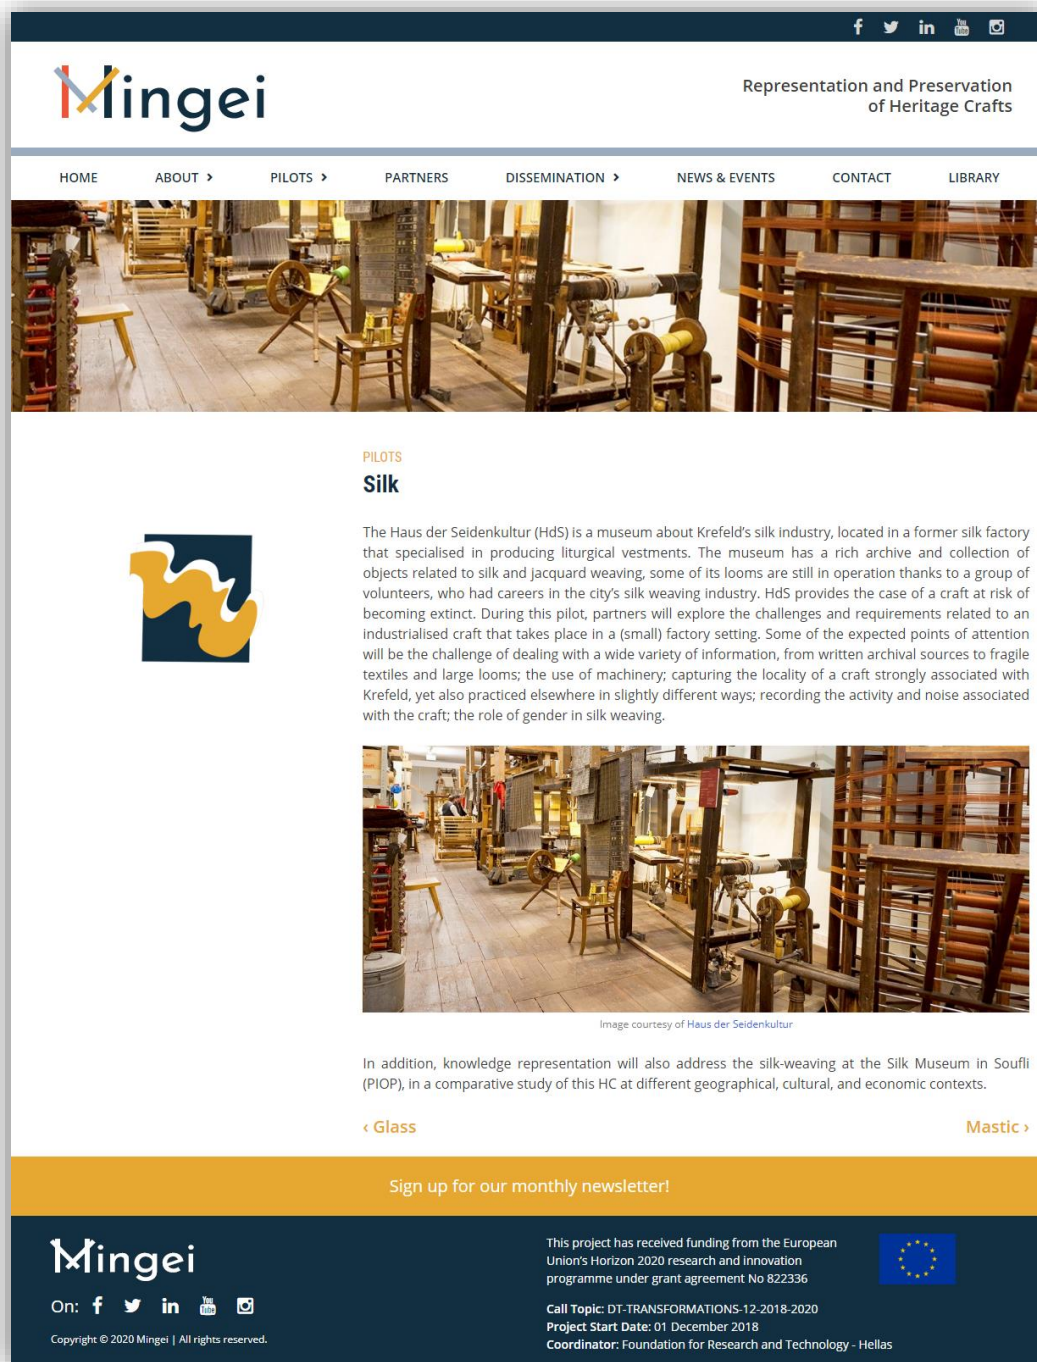 Mingei
Representation and Preservation
of Heritage Crafts
HOME ABOUT > PILOTS > PARTNERS DISSEMINATION > NEWS & EVENTS CONTACT LIBRARY
PILOTS
Silk
The Haus der Seidenkultur (HdS) is a museum about Krefeld’s silk industry, located in a former silk factory
that specialised in producing liturgical vestments. The museum has a rich archive and collection of
objects related to silk and jacquard weaving, some of its looms are still in operation thanks to a group of
volunteers, who had careers in the city’s silk weaving industry. HdS provides the case of a craft at risk of
becoming extinct. During this pilot, partners will explore the challenges and requirements related to an
industrialised craft that takes place in a (small) factory setting. Some of the expected points of attention
will be the challenge of dealing with a wide variety of information, from written archival sources to fragile
textiles and large looms; the use of machinery; capturing the locality of a craft strongly associated with
Krefeld, yet also practiced elsewhere in slightly different ways; recording the activity and noise associated
with the craft; the role of gender in silk weaving.
Image courtesy of Haus der Seidenkultur
In addition, knowledge representation will also address the silk-weaving at the Silk Museum in Soufli
(PIOP), in a comparative study of this HC at different geographical, cultural, and economic contexts.
‹ Glass Mastic ›
Sign up for our monthly newsletter!
Mingei
On:
Copyright © 2020 Mingei | All rights reserved.
This project has received funding from the European
Union’s Horizon 2020 research and innovation
programme under grant agreement No 822336
Call Topic: DT-TRANSFORMATIONS-12-2018-2020
Project Start Date: 01 December 2018
Coordinator: Foundation for Research and Technology - Hellas